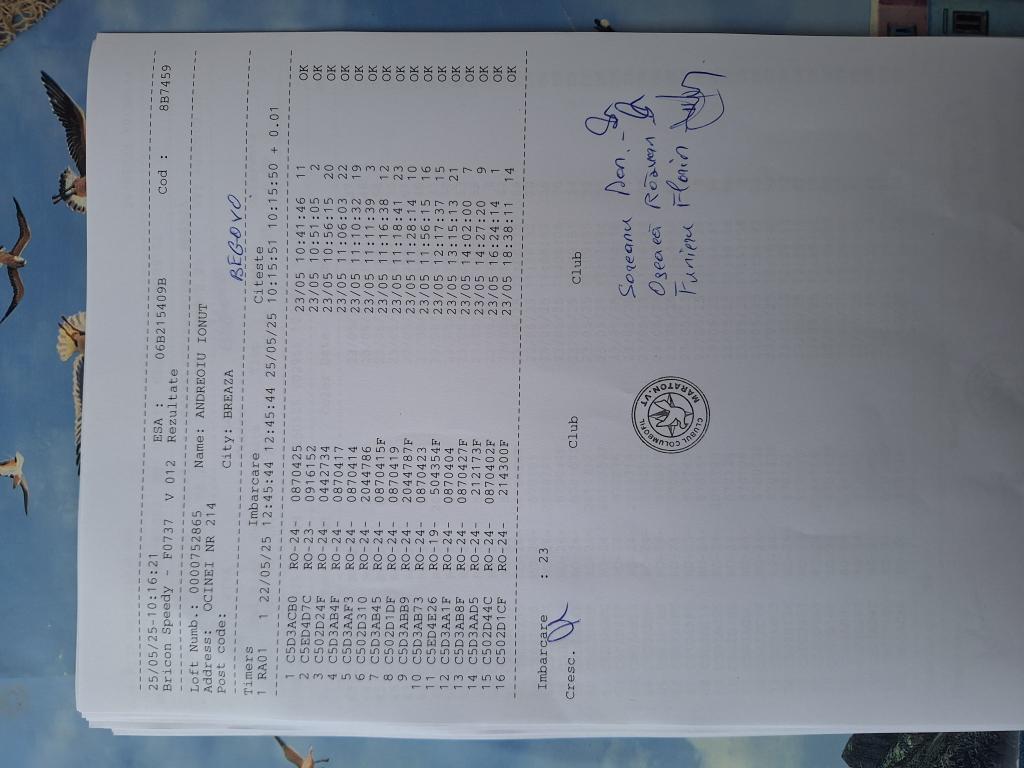 25/05/25-10:16:21 ESA : 06B215409B Cod : 8B7459
Bricon Speedy F0737 V 012 Rezultate
Loft Numb.: 0000752865 Name: ANDREOIU IONUT
Address: OCINEI NR 214
Post code: City: BREAZA
BEGOVO
Timers Imbarcare Citeste
1 RA01 1 22/05/25 12:45:44 12:45:44 25/05/25 10:15:51 10:15:50 + 0.01
1 C5D3ACB0 RO-24- 0870425 23/05 10:41:46 11 OK
2 C5ED4D7C RO-23- 0916152 23/05 10:51:05 2 OK
3 C502D24F RO-24- 0442734 23/05 10:56:15 20 OK
4 C5D3AB4F RO-24- 0870417 23/05 11:06:03 22 OK
5 C5D3AAF3 RO-24- 0870414 23/05 11:10:32 19 OK
6 C502D310 RO-24- 2044786 23/05 11:11:39 3 OK
7 C5D3AB45 RO-24- 0870415F 23/05 11:16:38 12 OK
8 C502D1DF RO-24- 0870419 23/05 11:18:41 23 OK
9 C5D3ABB9 RO-24- 2044787F 23/05 11:28:14 10 OK
10 C5D3AB73 RO-24- 0870423 23/05 11:56:15 16 OK
11 C5ED4E26 RO-19- 504354F 23/05 12:17:37 15 OK
12 C5D3AA1F RO-24- 0870404 23/05 13:15:13 21 OK
13 C5D3AB8F RO-24- 0870427F 23/05 14:02:00 7 OK
14 C5D3AAD5 RO-24- 212173F 23/05 14:27:20 9 OK
15 C502D44C RO-24- 0870402F 23/05 16:24:14 1 OK
16 C502D1CF RO-24- 214300F 23/05 18:38:11 14 OK
Imbarcare : 23
Cresc. Club Club
CLUBUL COLUMBOFIL
MARATON.VT
Soreanu Dan
Oseacă Răzvan
Florin